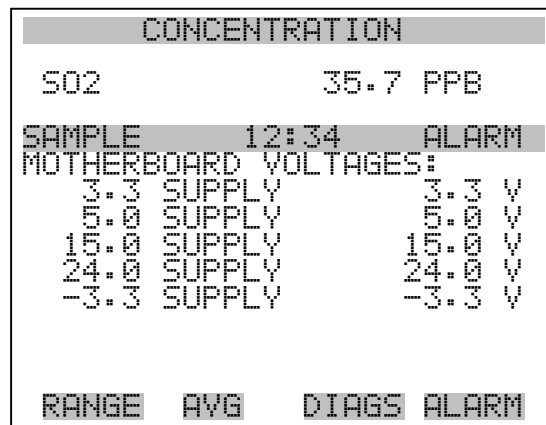 CONCENTRATION
SO2 35.7 PPB
SAMPLE 12:34 ALARM
MOTHERBOARD VOLTAGES:
3.3 SUPPLY 3.3 V
5.0 SUPPLY 5.0 V
15.0 SUPPLY 15.0 V
24.0 SUPPLY 24.0 V
-3.3 SUPPLY -3.3 V
RANGE AVG DIAGS ALARM